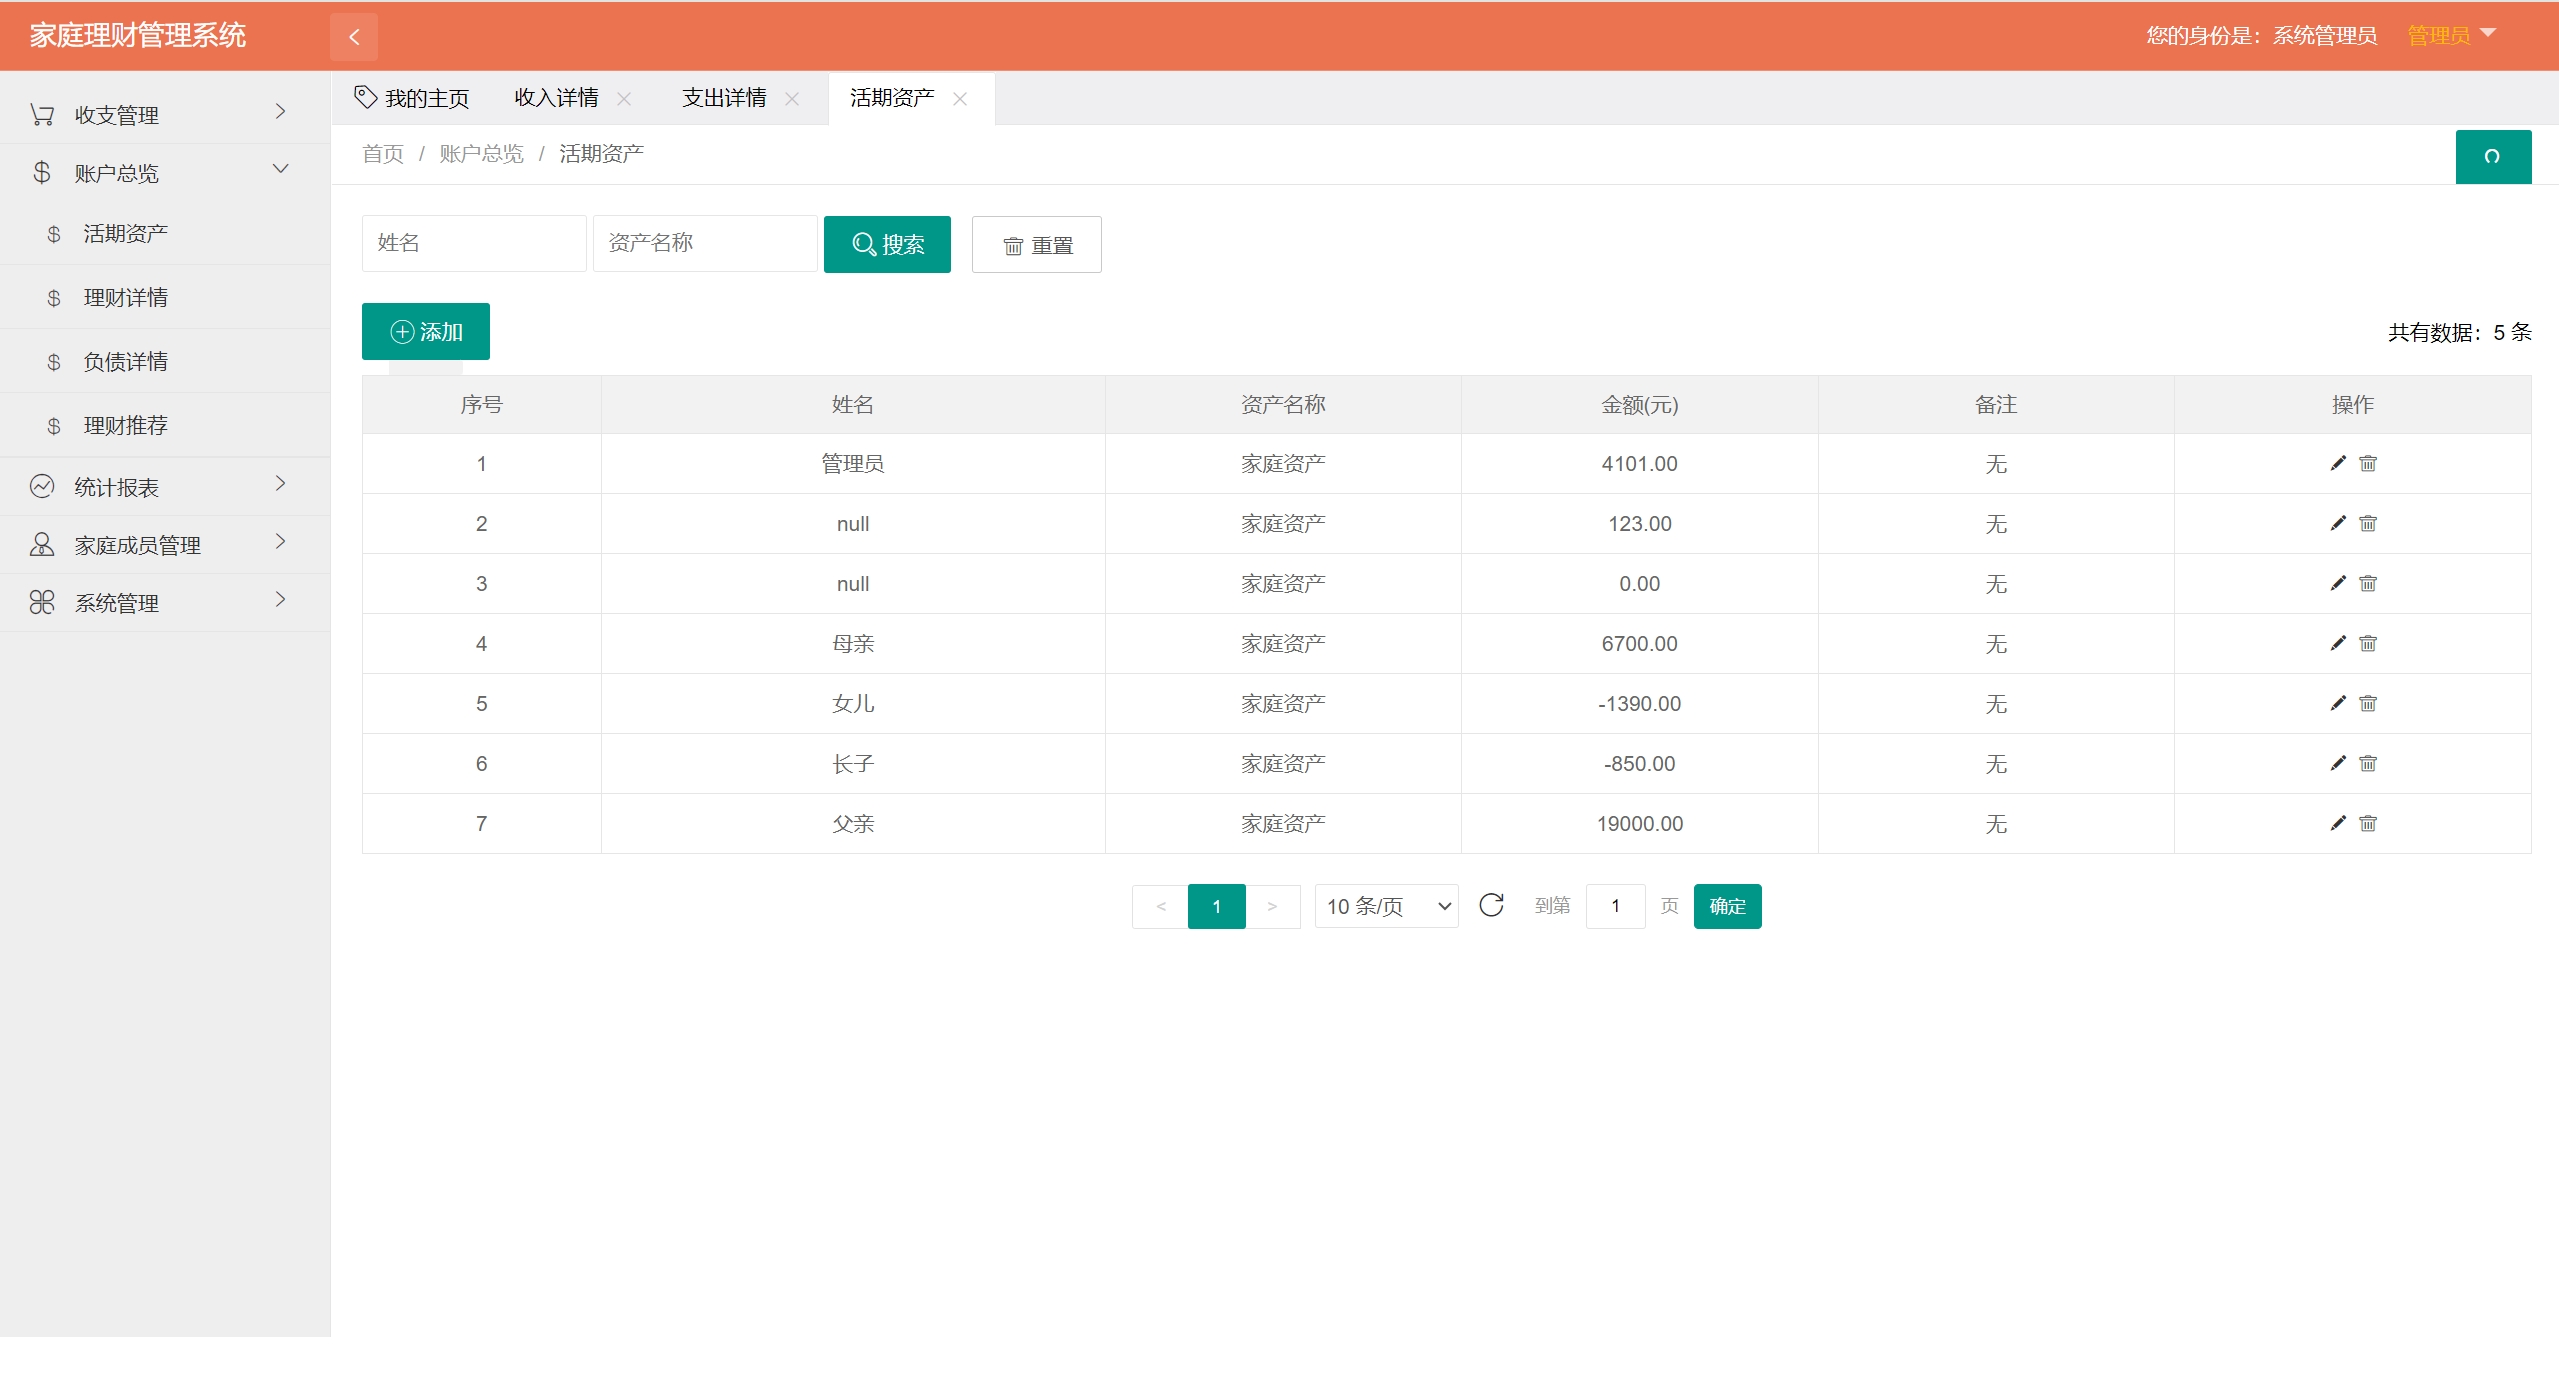 家庭理财管理系统
您的身份是：系统管理员 管理员
收支管理
账户总览
活期资产
理财详情
负债详情
理财推荐
统计报表
家庭成员管理
系统管理
我的主页 收入详情 支出详情 活期资产
首页 / 账户总览 / 活期资产
姓名 资产名称 搜索 重置
添加 共有数据：5 条
序号 姓名 资产名称 金额(元) 备注 操作
1 管理员 家庭资产 4101.00 无
2 null 家庭资产 123.00 无
3 null 家庭资产 0.00 无
4 母亲 家庭资产 6700.00 无
5 女儿 家庭资产 -1390.00 无
6 长子 家庭资产 -850.00 无
7 父亲 家庭资产 19000.00 无
< 1 > 10 条/页 到第 1 页 确定